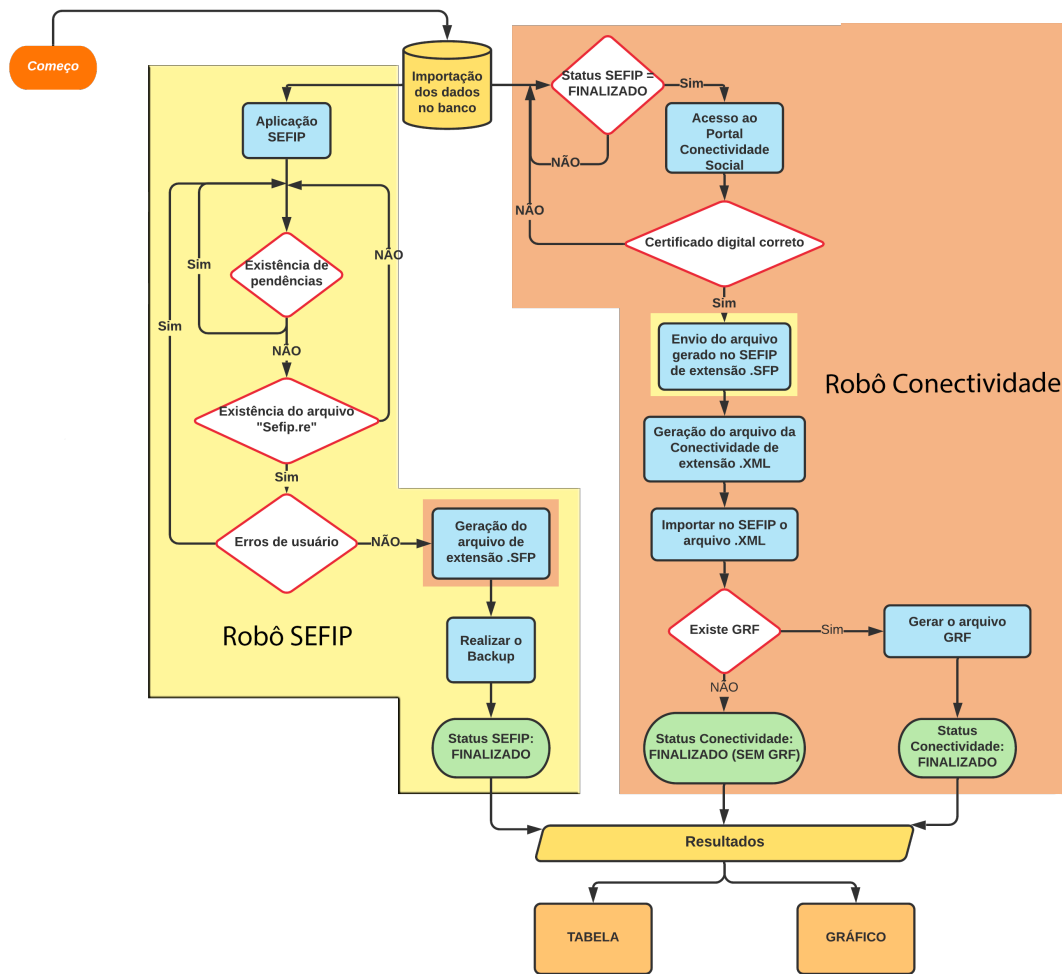 Começo
Importação
dos dados
no banco
Status SEFIP =
FINALIZADO
Sim
Acesso ao
Portal
Conectividade
Social
NÃO
NÃO
Certificado digital correto
Sim
Envio do arquivo
gerado no SEFIP
de extensão .SFP
Robô Conectividade
Geração do arquivo da
Conectividade de
extensão .XML
Importar no SEFIP o
arquivo .XML
Existe GRF
Sim
Gerar o arquivo
GRF
NÃO
Status Conectividade:
FINALIZADO (SEM GRF)
Status
Conectividade:
FINALIZADO
Aplicação
SEFIP
Existência de
pendências
Sim
NÃO
Sim
NÃO
Existência do arquivo
"Sefip.re"
Sim
Erros de usuário
NÃO
Geração do
arquivo de
extensão .SFP
Robô SEFIP
Realizar o
Backup
Status SEFIP:
FINALIZADO
Resultados
TABELA
GRÁFICO